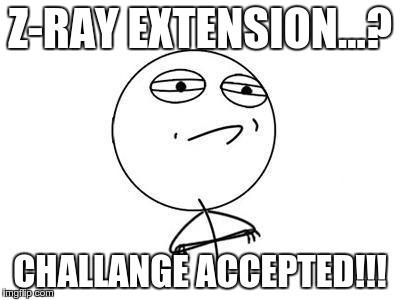 Z-RAY EXTENSION...?
CHALLANGE ACCEPTED!!!
imgflip.com